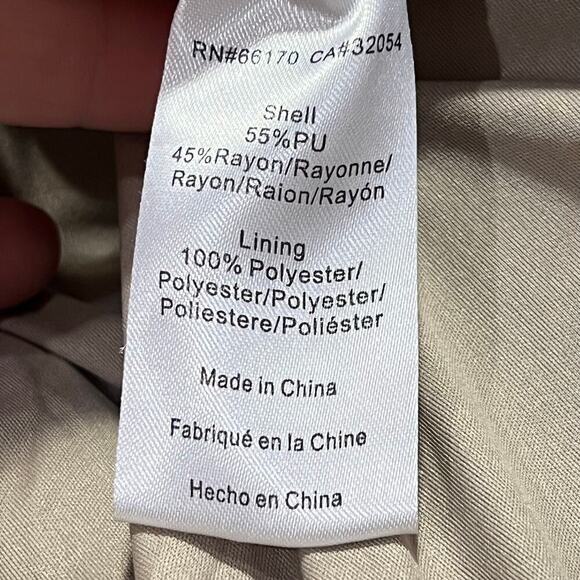 RN#66170 CA#32054
Shell
55%PU
45%Rayon/Rayonne/
Rayon/Raion/Rayón
Lining
100% Polyester/
Polyester/Polyester/
Poliestere/Poliéster
Made in China
Fabriqué en la Chine
Hecho en China